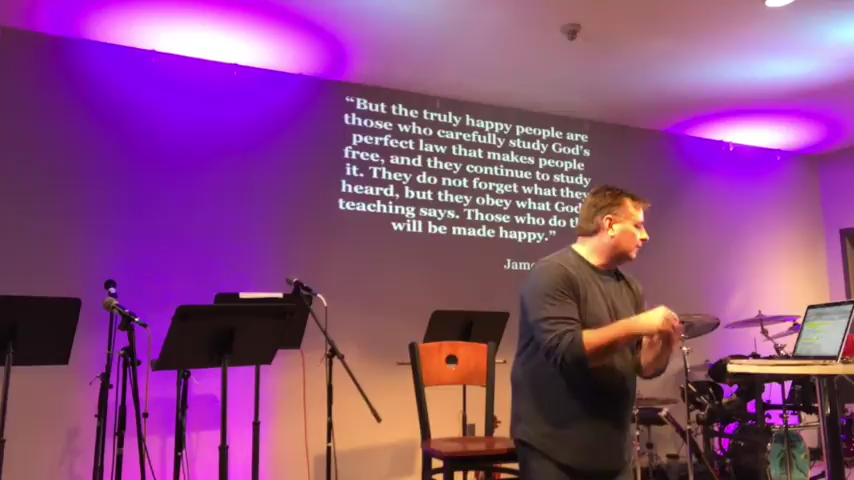 “But the truly happy people are
those who carefully study God’s
perfect law that makes people
free, and they continue to study
it. They do not forget what they
heard, but they obey what God
teaching says. Those who do
will be made happy.”